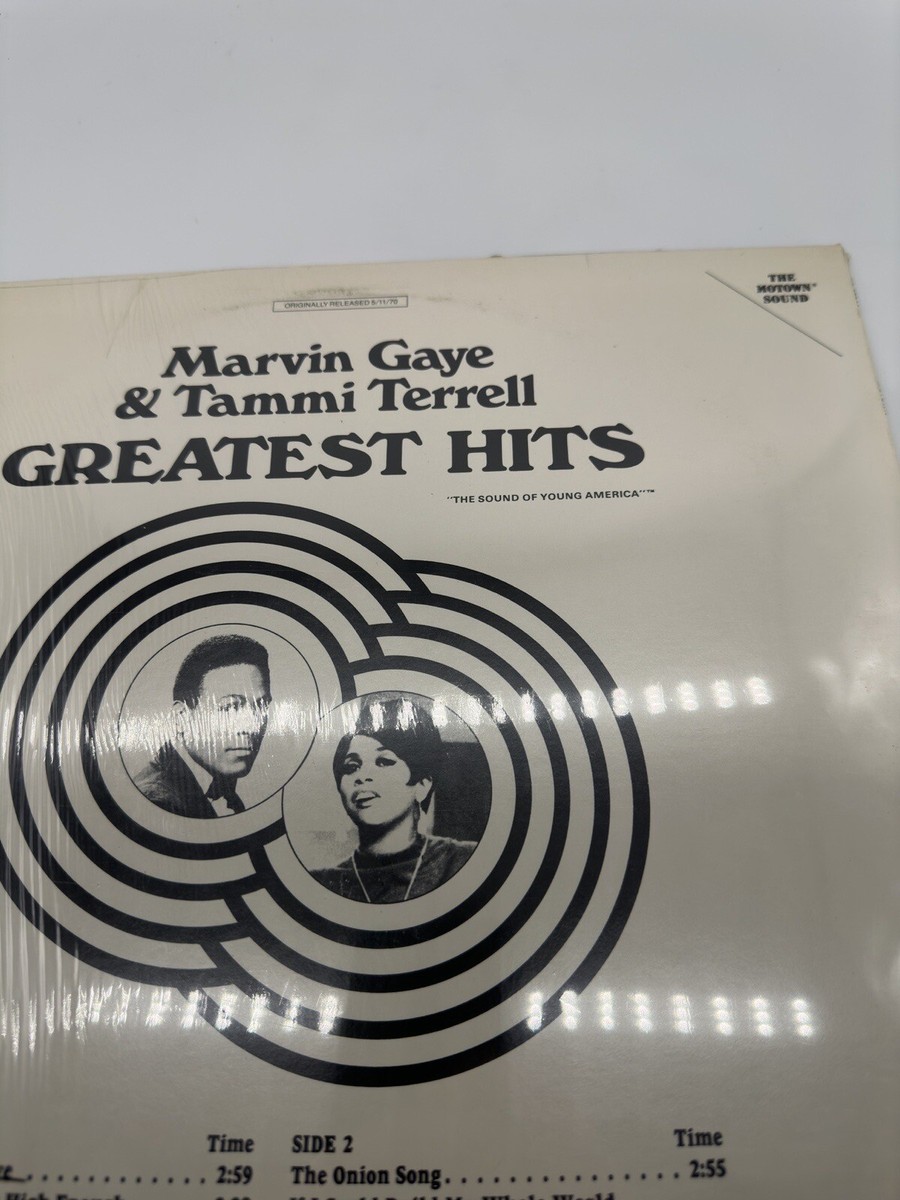 ORIGINALLY RELEASED 5/11/70
THE
MOTOWN®
SOUND
Marvin Gaye
& Tammi Terrell
GREATEST HITS
"THE SOUND OF YOUNG AMERICA"™
Time
2:59
SIDE 2 Time
The Onion Song. . . . . . . . . . . . . . . . . . . . 2:55